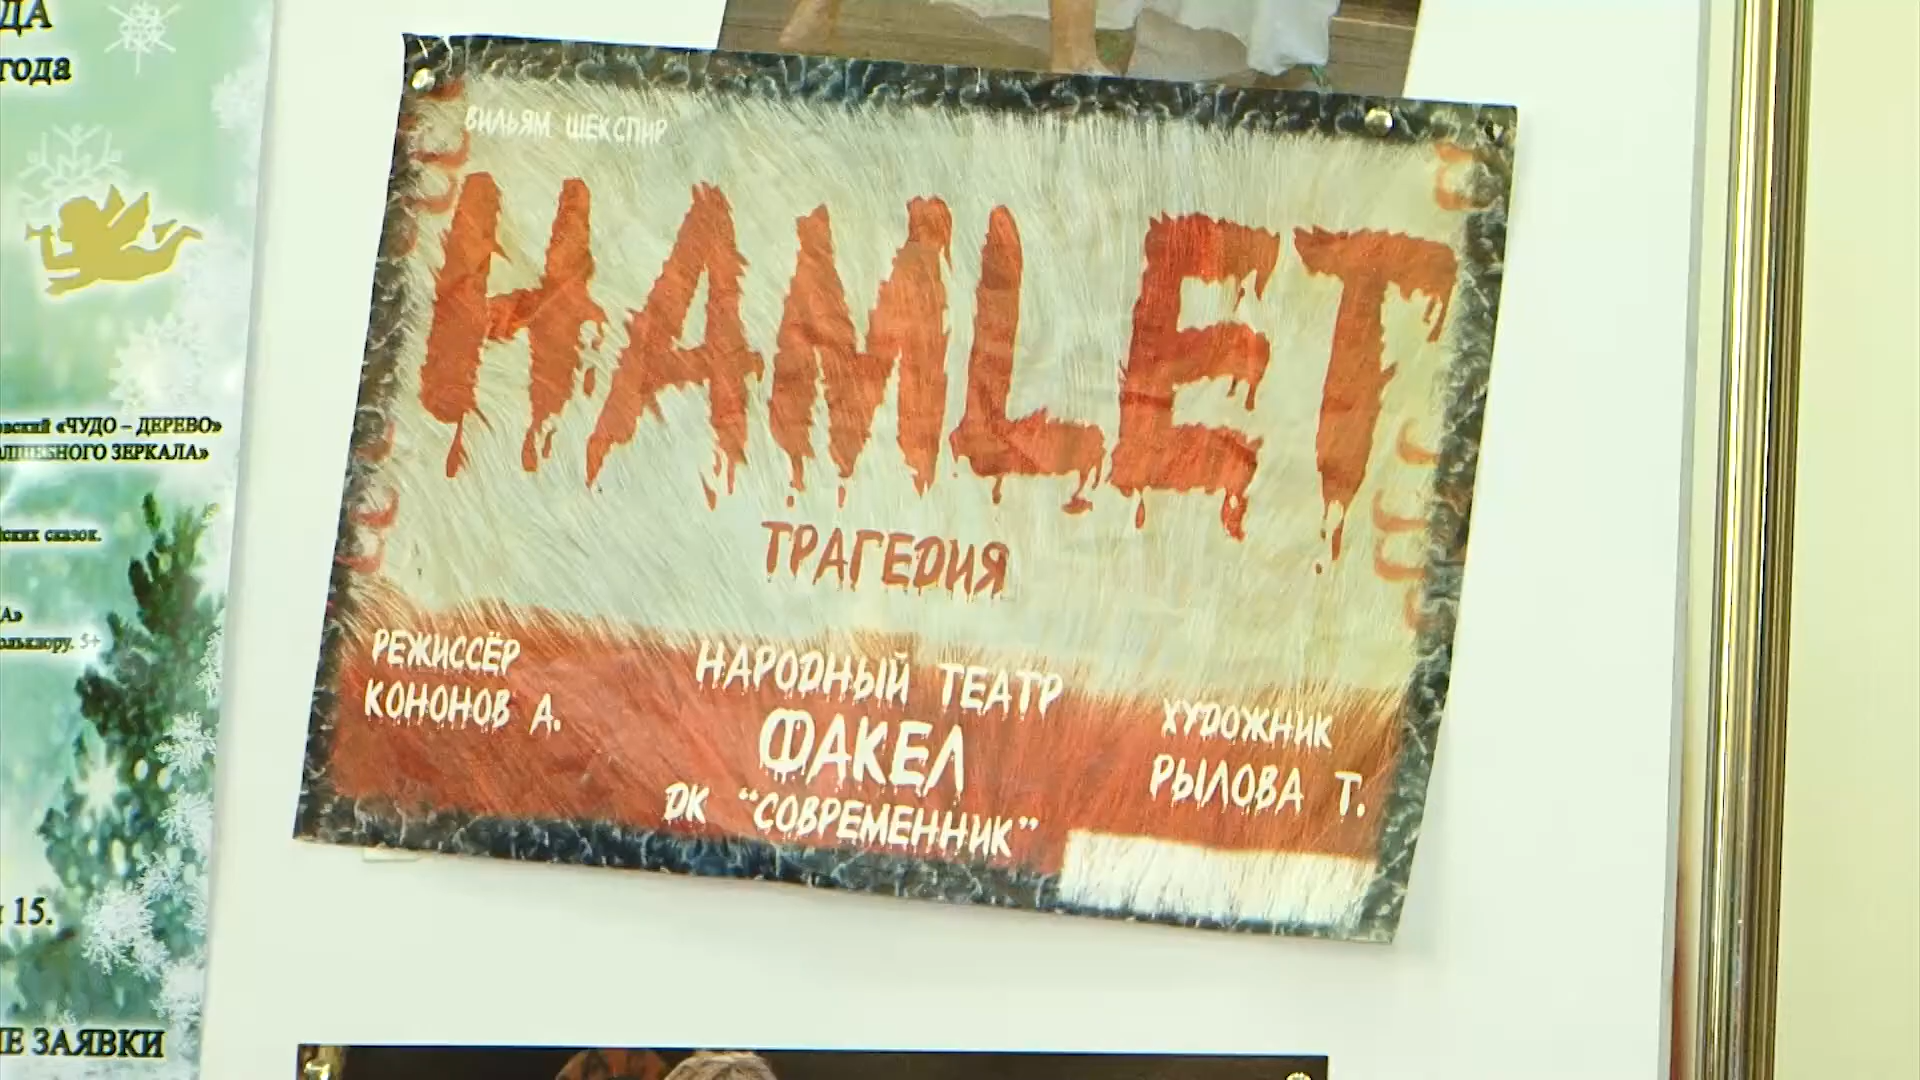 ДА
года
«ЧУДО – ДЕРЕВО»
ЗЕРКАЛА»
сказок.
5+
15.
ЗАЯВКИ
ВИЛЬЯМ ШЕКСПИР
HAMLET
ТРАГЕДИЯ
РЕЖИССЁР
КОНОНОВ А.
НАРОДНЫЙ ТЕАТР
ФАКЕЛ
ДК "СОВРЕМЕННИК"
ХУДОЖНИК
РЫЛОВА Т.